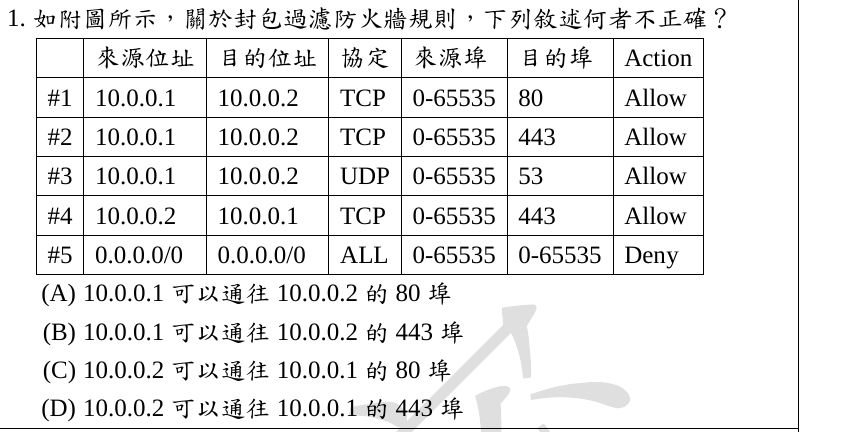 1. 如附圖所示，關於封包過濾防火牆規則，下列敘述何者不正確？
來源位址 目的位址 協定 來源埠 目的埠 Action
#1 10.0.0.1 10.0.0.2 TCP 0-65535 80 Allow
#2 10.0.0.1 10.0.0.2 TCP 0-65535 443 Allow
#3 10.0.0.1 10.0.0.2 UDP 0-65535 53 Allow
#4 10.0.0.2 10.0.0.1 TCP 0-65535 443 Allow
#5 0.0.0.0/0 0.0.0.0/0 ALL 0-65535 0-65535 Deny
(A) 10.0.0.1 可以通往 10.0.0.2 的 80 埠
(B) 10.0.0.1 可以通往 10.0.0.2 的 443 埠
(C) 10.0.0.2 可以通往 10.0.0.1 的 80 埠
(D) 10.0.0.2 可以通往 10.0.0.1 的 443 埠